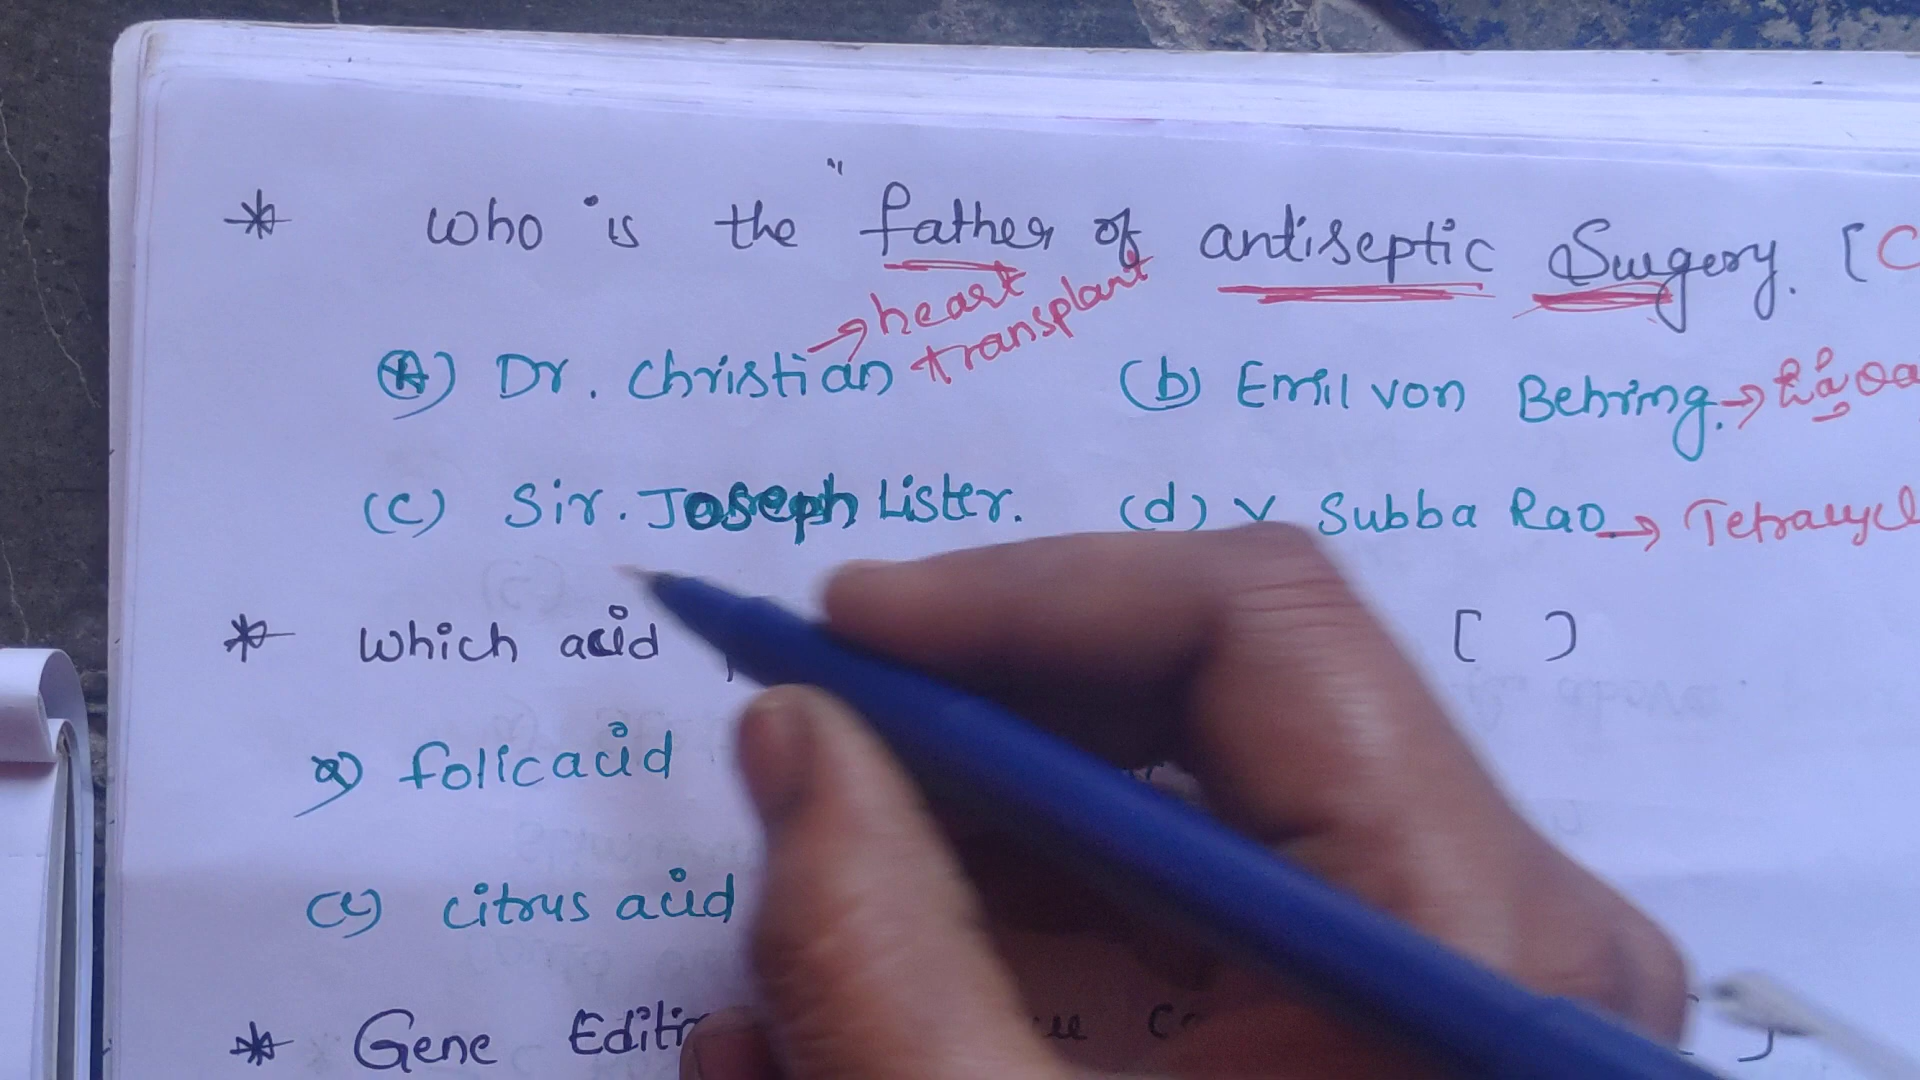 * Who is the "father of antiseptic Surgery. [C
→ heart transplant
(A) Dr. Christian (b) Emil von Behring. →
(c) Sir. Joseph Lister. (d) Y Subba Rao →
* Which acid [ ]
a) folic acid
c) citrus acid
* Gene